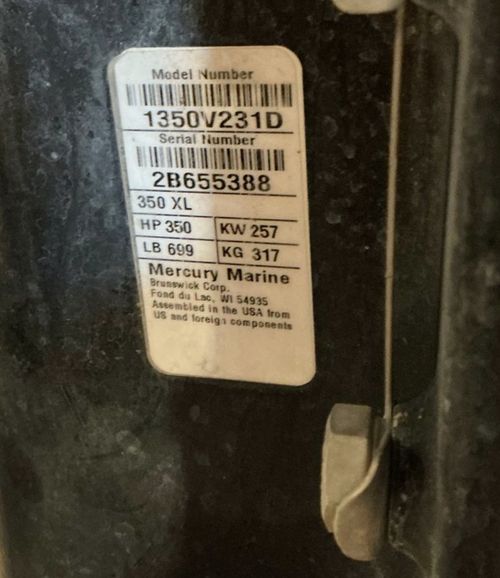 Model Number
1350V231D
Serial Number
2B655388
350 XL
HP 350 KW 257
LB 699 KG 317
Mercury Marine
Brunswick Corp.
Fond du Lac, WI 54935
Assembled in the USA from
US and foreign components